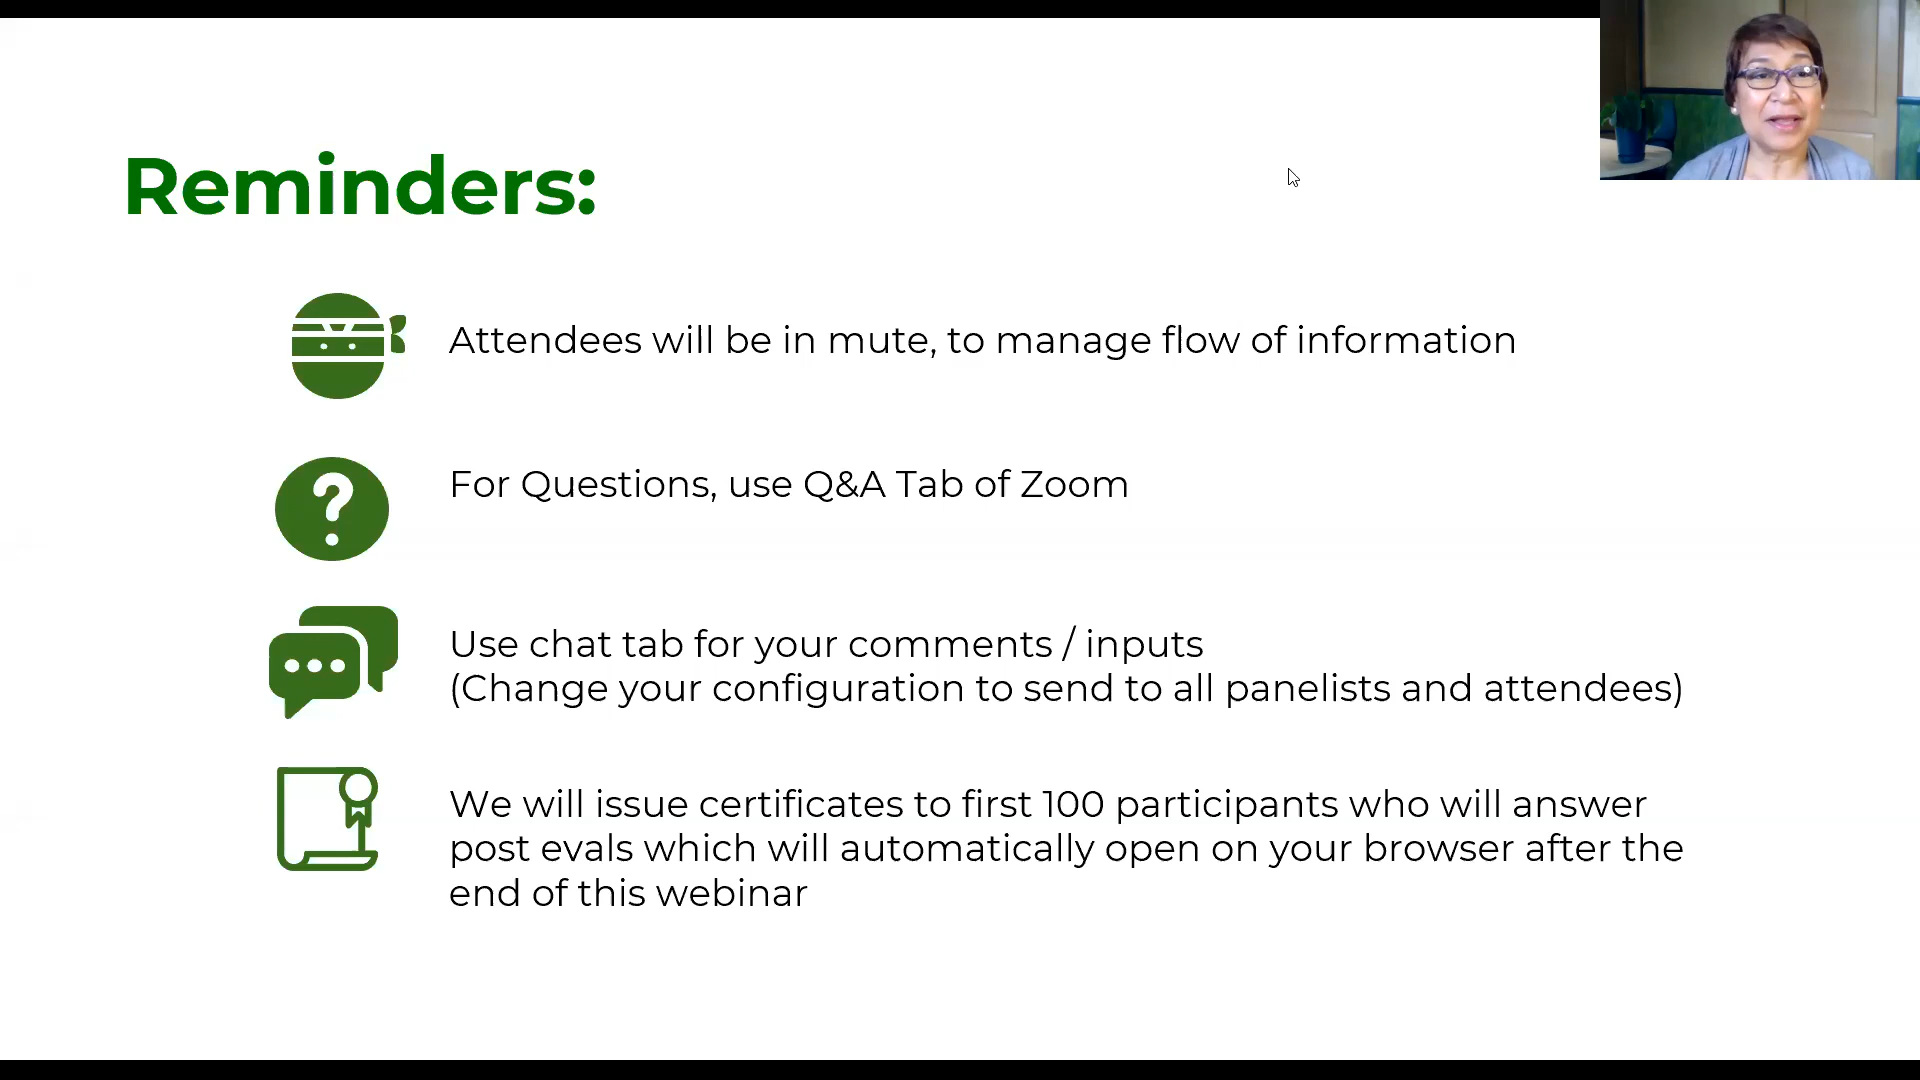 Reminders:
Attendees will be in mute, to manage flow of information
For Questions, use Q&A Tab of Zoom
Use chat tab for your comments / inputs
(Change your configuration to send to all panelists and attendees)
We will issue certificates to first 100 participants who will answer
post evals which will automatically open on your browser after the
end of this webinar